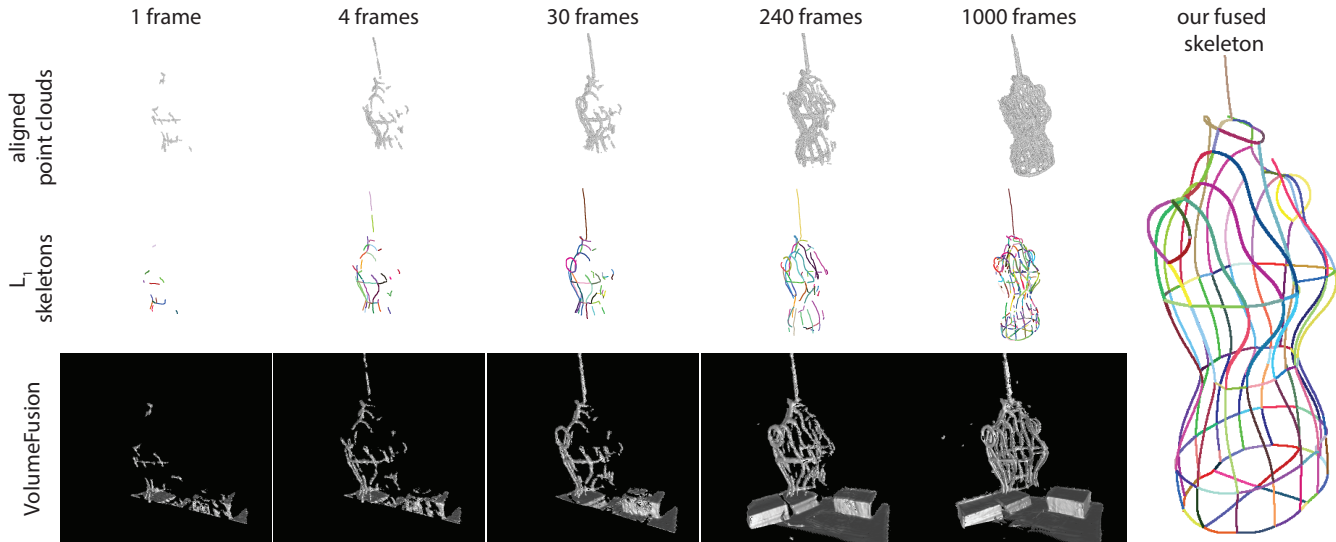 1 frame
4 frames
30 frames
240 frames
1000 frames
our fused
skeleton
aligned
point clouds
L1
skeletons
VolumeFusion